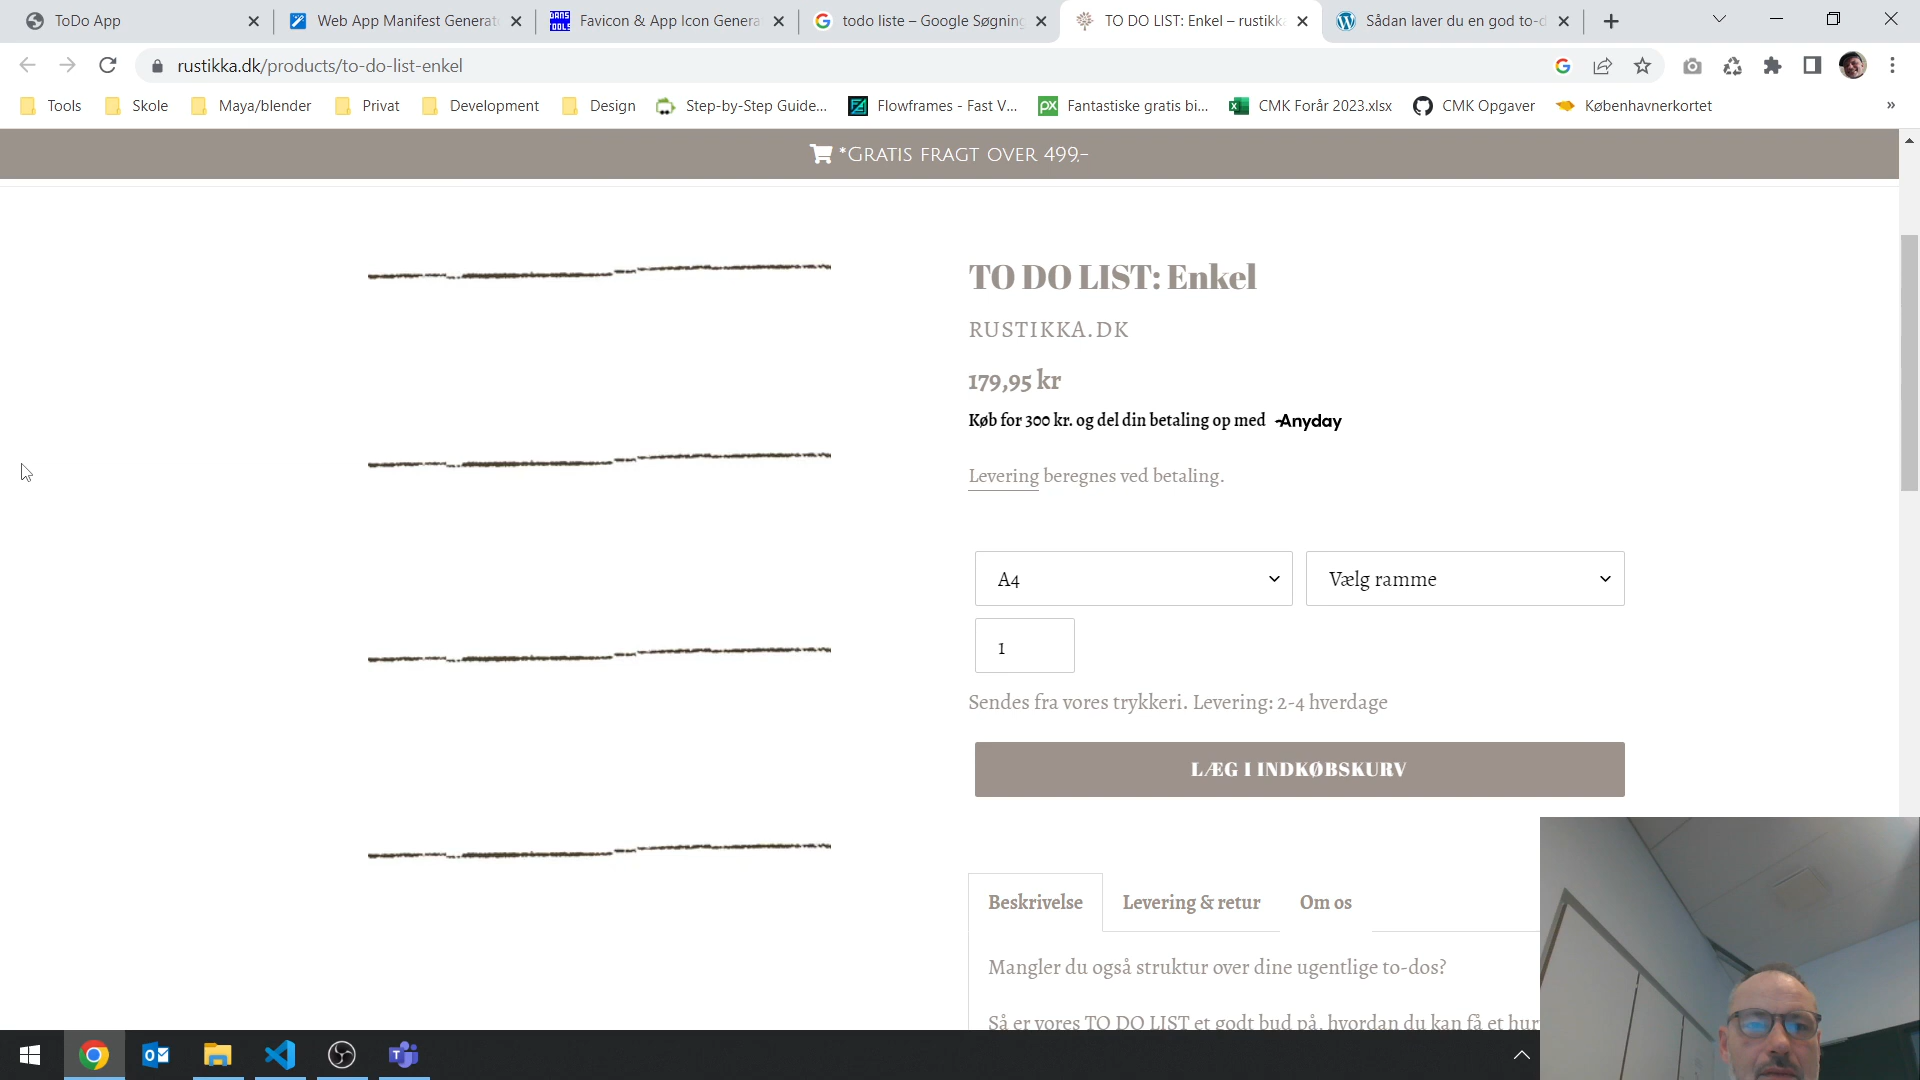 ToDo App
Web App Manifest Generat
Favicon & App Icon Genera
todo liste – Google Søgning
TO DO LIST: Enkel – rustikka
Sådan laver du en god to-d
rustikka.dk/products/to-do-list-enkel
Tools
Skole
Maya/blender
Privat
Development
Design
Step-by-Step Guide...
Flowframes - Fast V...
Fantastiske gratis bi...
CMK Forår 2023.xlsx
CMK Opgaver
Københavnerkortet
»
*GRATIS FRAGT OVER 499,-
TO DO LIST: Enkel
RUSTIKKA.DK
179,95 kr
Køb for 300 kr. og del din betaling op med Anyday
Levering beregnes ved betaling.
A4
Vælg ramme
1
Sendes fra vores trykkeri. Levering: 2-4 hverdage
LÆG I INDKØBSKURV
Beskrivelse
Levering & retur
Om os
Mangler du også struktur over dine ugentlige to-dos?
Så er vores TO DO LIST et godt bud på, hvordan du kan få et hur